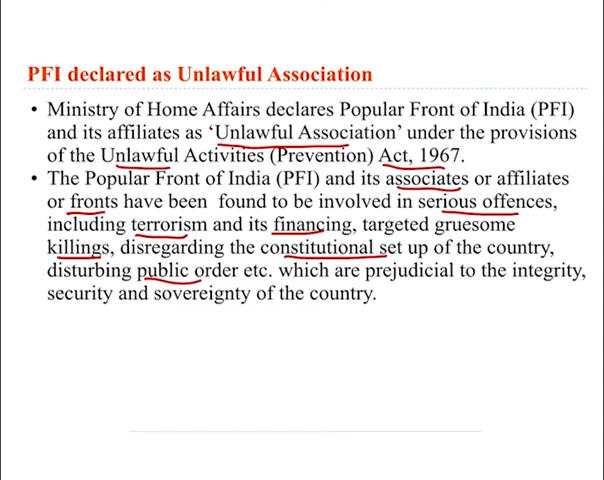 PFI declared as Unlawful Association
• Ministry of Home Affairs declares Popular Front of India (PFI)
and its affiliates as ‘Unlawful Association’ under the provisions
of the Unlawful Activities (Prevention) Act, 1967.
• The Popular Front of India (PFI) and its associates or affiliates
or fronts have been found to be involved in serious offences,
including terrorism and its financing, targeted gruesome
killings, disregarding the constitutional set up of the country,
disturbing public order etc. which are prejudicial to the integrity,
security and sovereignty of the country.